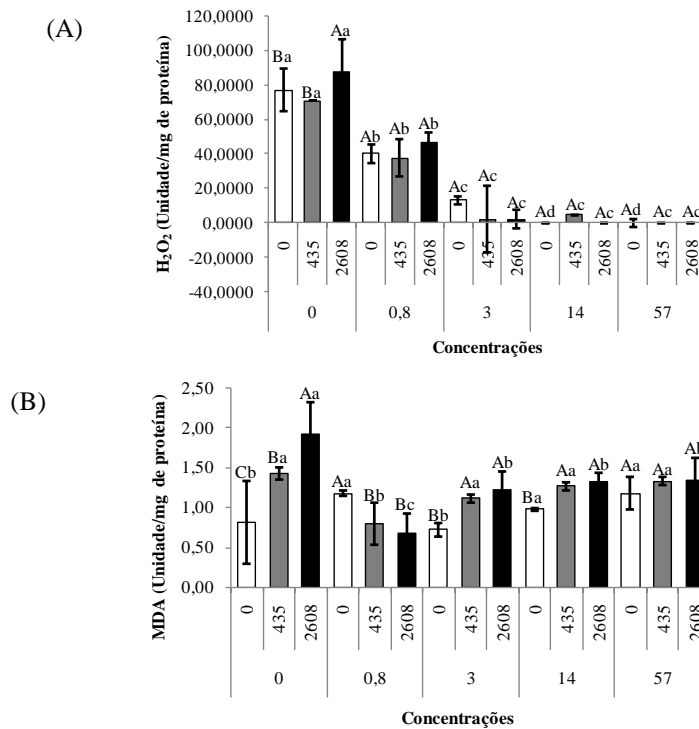 (A)
H₂O₂ (Unidade/mg de proteína)
120,0000
100,0000
80,0000
60,0000
40,0000
20,0000
0,0000
-20,0000
-40,0000
Ba Ba Aa Ab Ab Ab Ac Ac Ac Ad Ac Ac Ad Ac Ac
0 435 2608 0 435 2608 0 435 2608 0 435 2608 0 435 2608
0 0,8 3 14 57
Concentrações
(B)
MDA (Unidade/mg de proteína)
2,50
2,00
1,50
1,00
0,50
0,00
Cb Ba Aa Aa Bb Bc Bb Aa Ab Ba Aa Ab Aa Aa Ab
0 435 2608 0 435 2608 0 435 2608 0 435 2608 0 435 2608
0 0,8 3 14 57
Concentrações